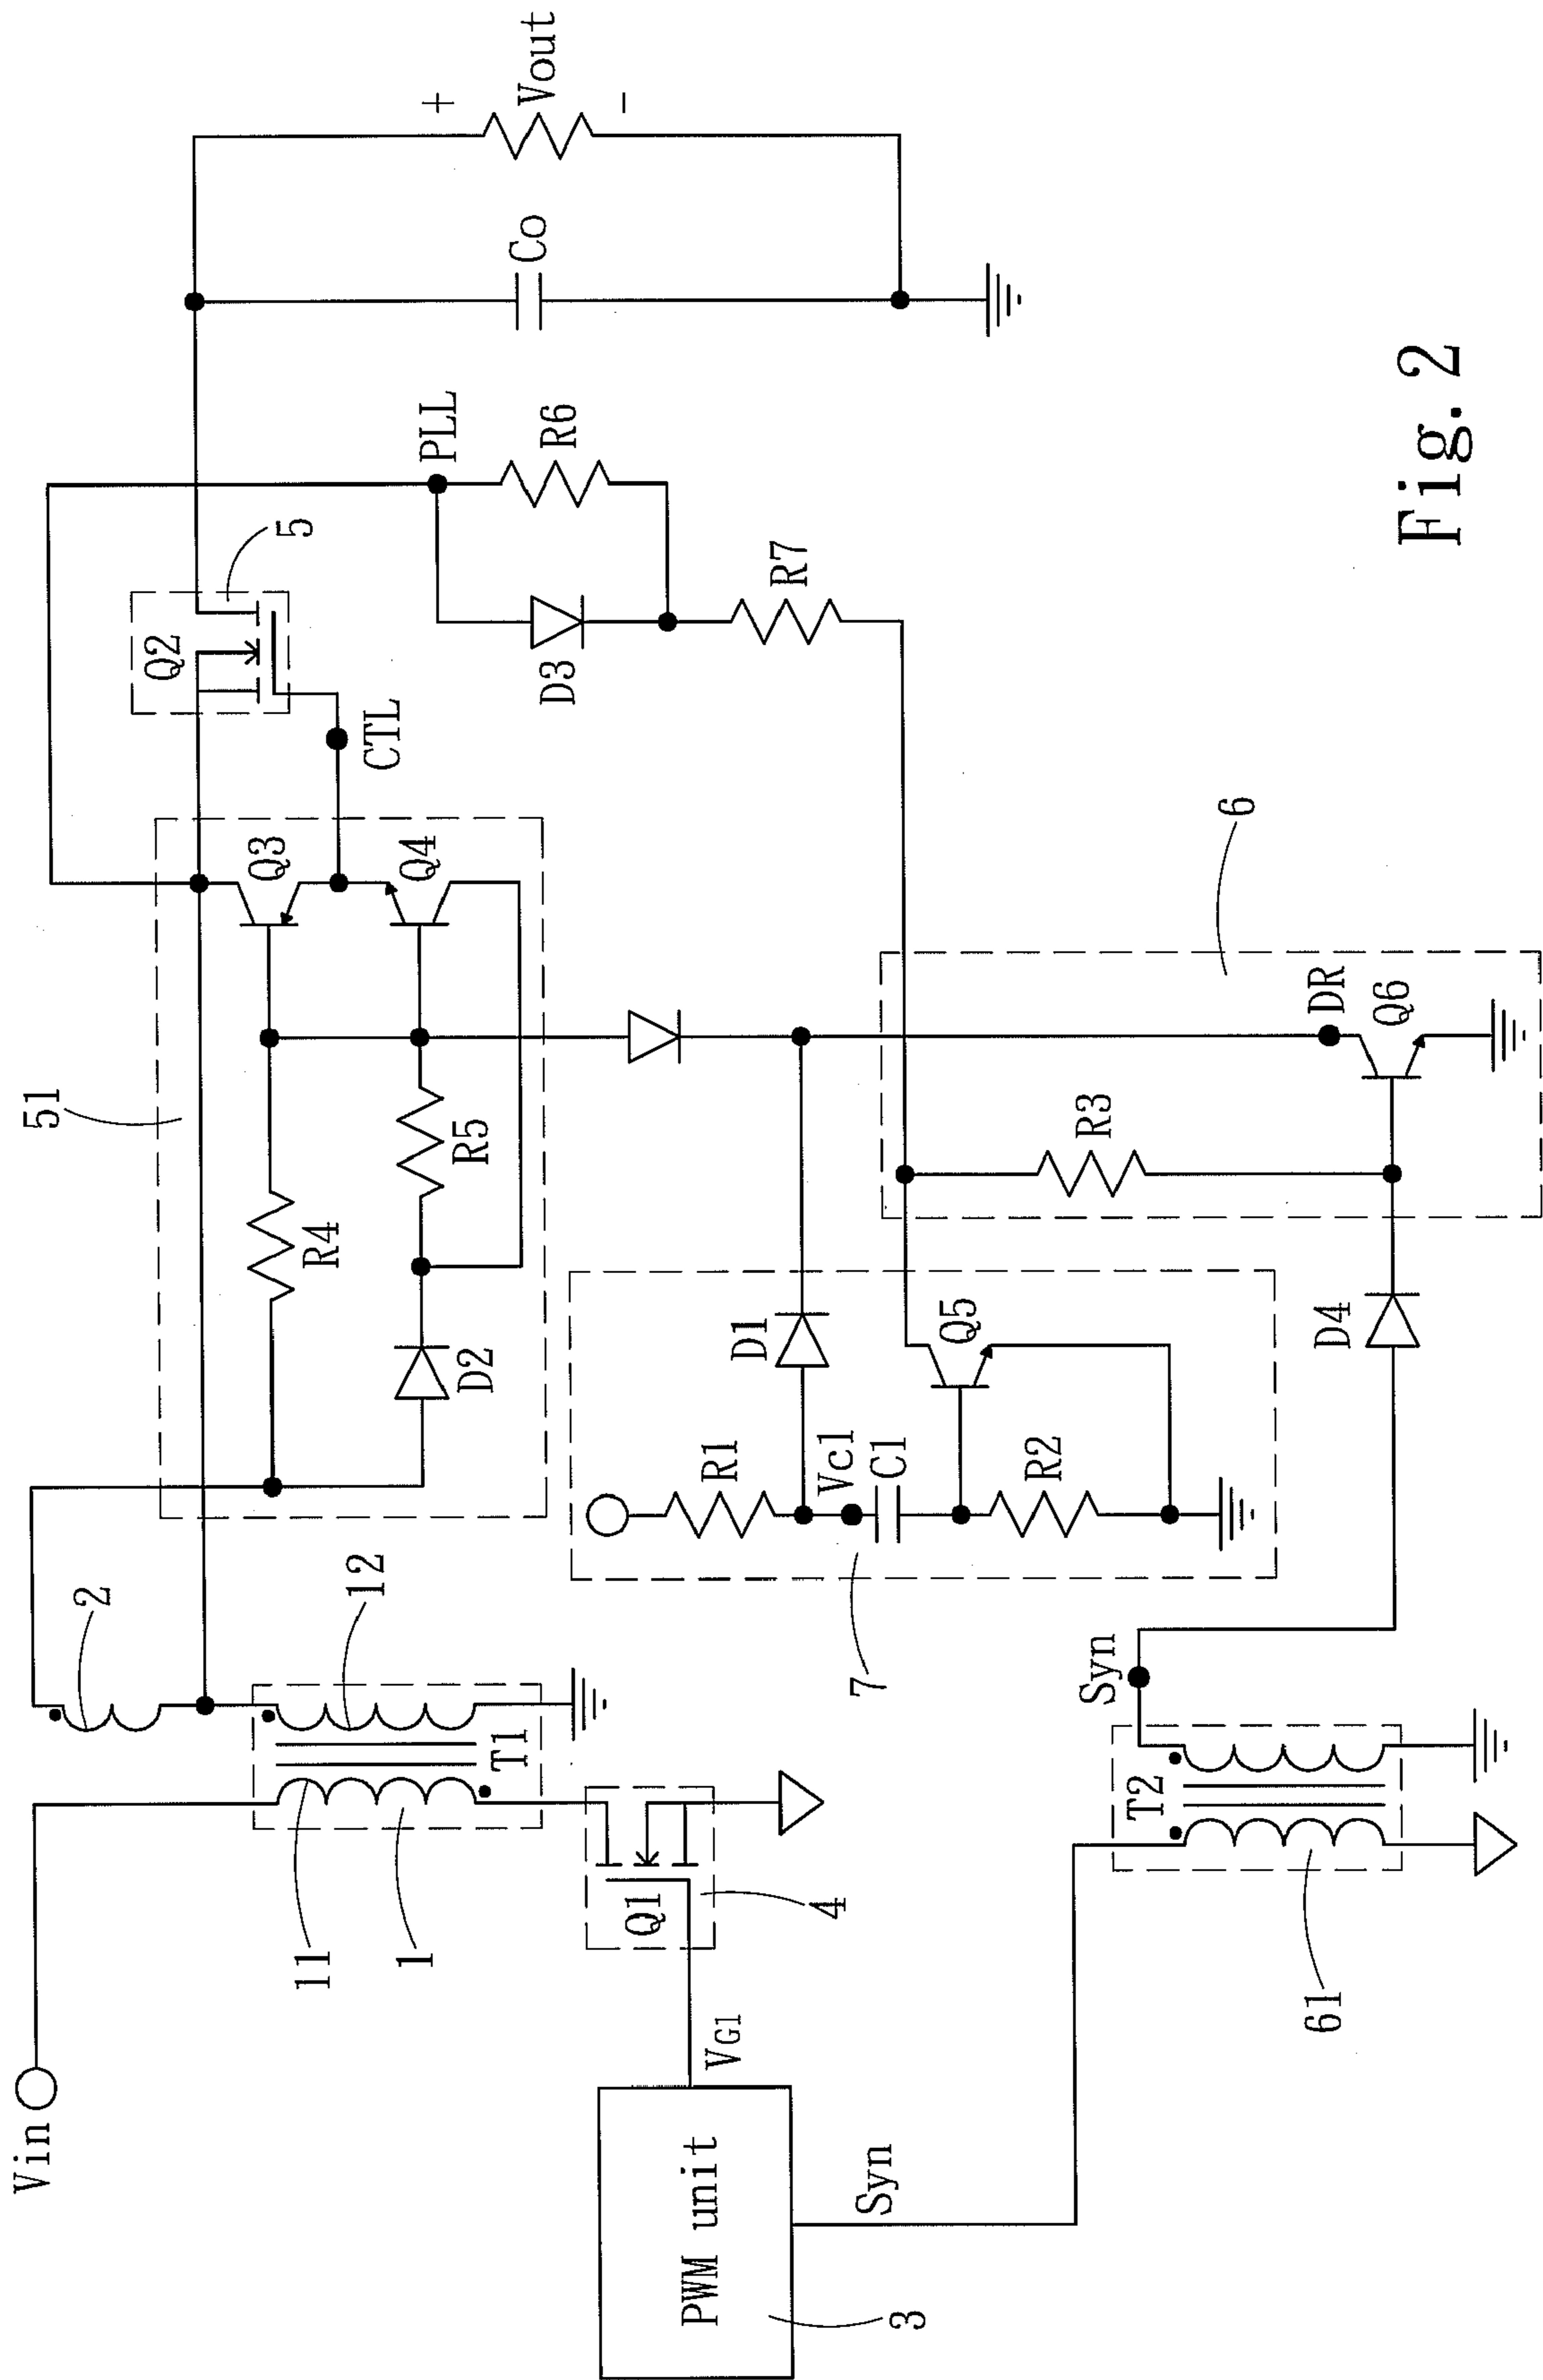 Vin
2
51
Q2
5
Vout
+
-
Co
PLL
R6
R7
D3
CTL
Q3
Q4
R4
R5
D2
11
1
12
T1
Q1
4
VG1
PWM unit
3
Syn
R1
D1
Vc1
C1
Q5
R2
7
6
DR
Q6
R3
D4
Syn
T2
61
Fig. 2